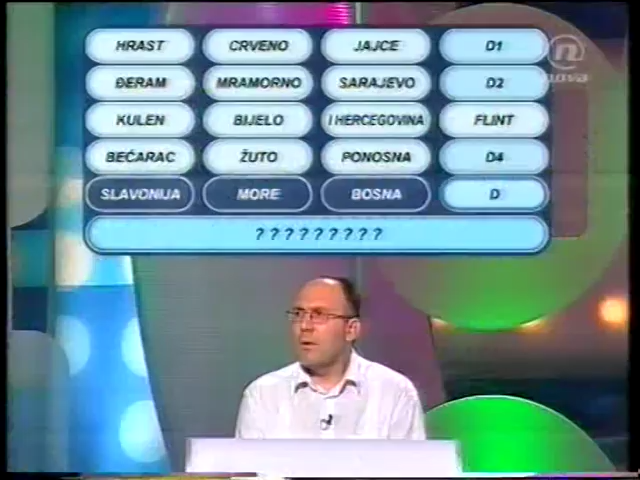 HRAST CRVENO JAJCE D1
ĐERAM MRAMORNO SARAJEVO D2
KULEN BIJELO I HERCEGOVINA FLINT
BEĆARAC ŽUTO PONOSNA D4
SLAVONIJA MORE BOSNA D
? ? ? ? ? ? ? ? ?
n
nova